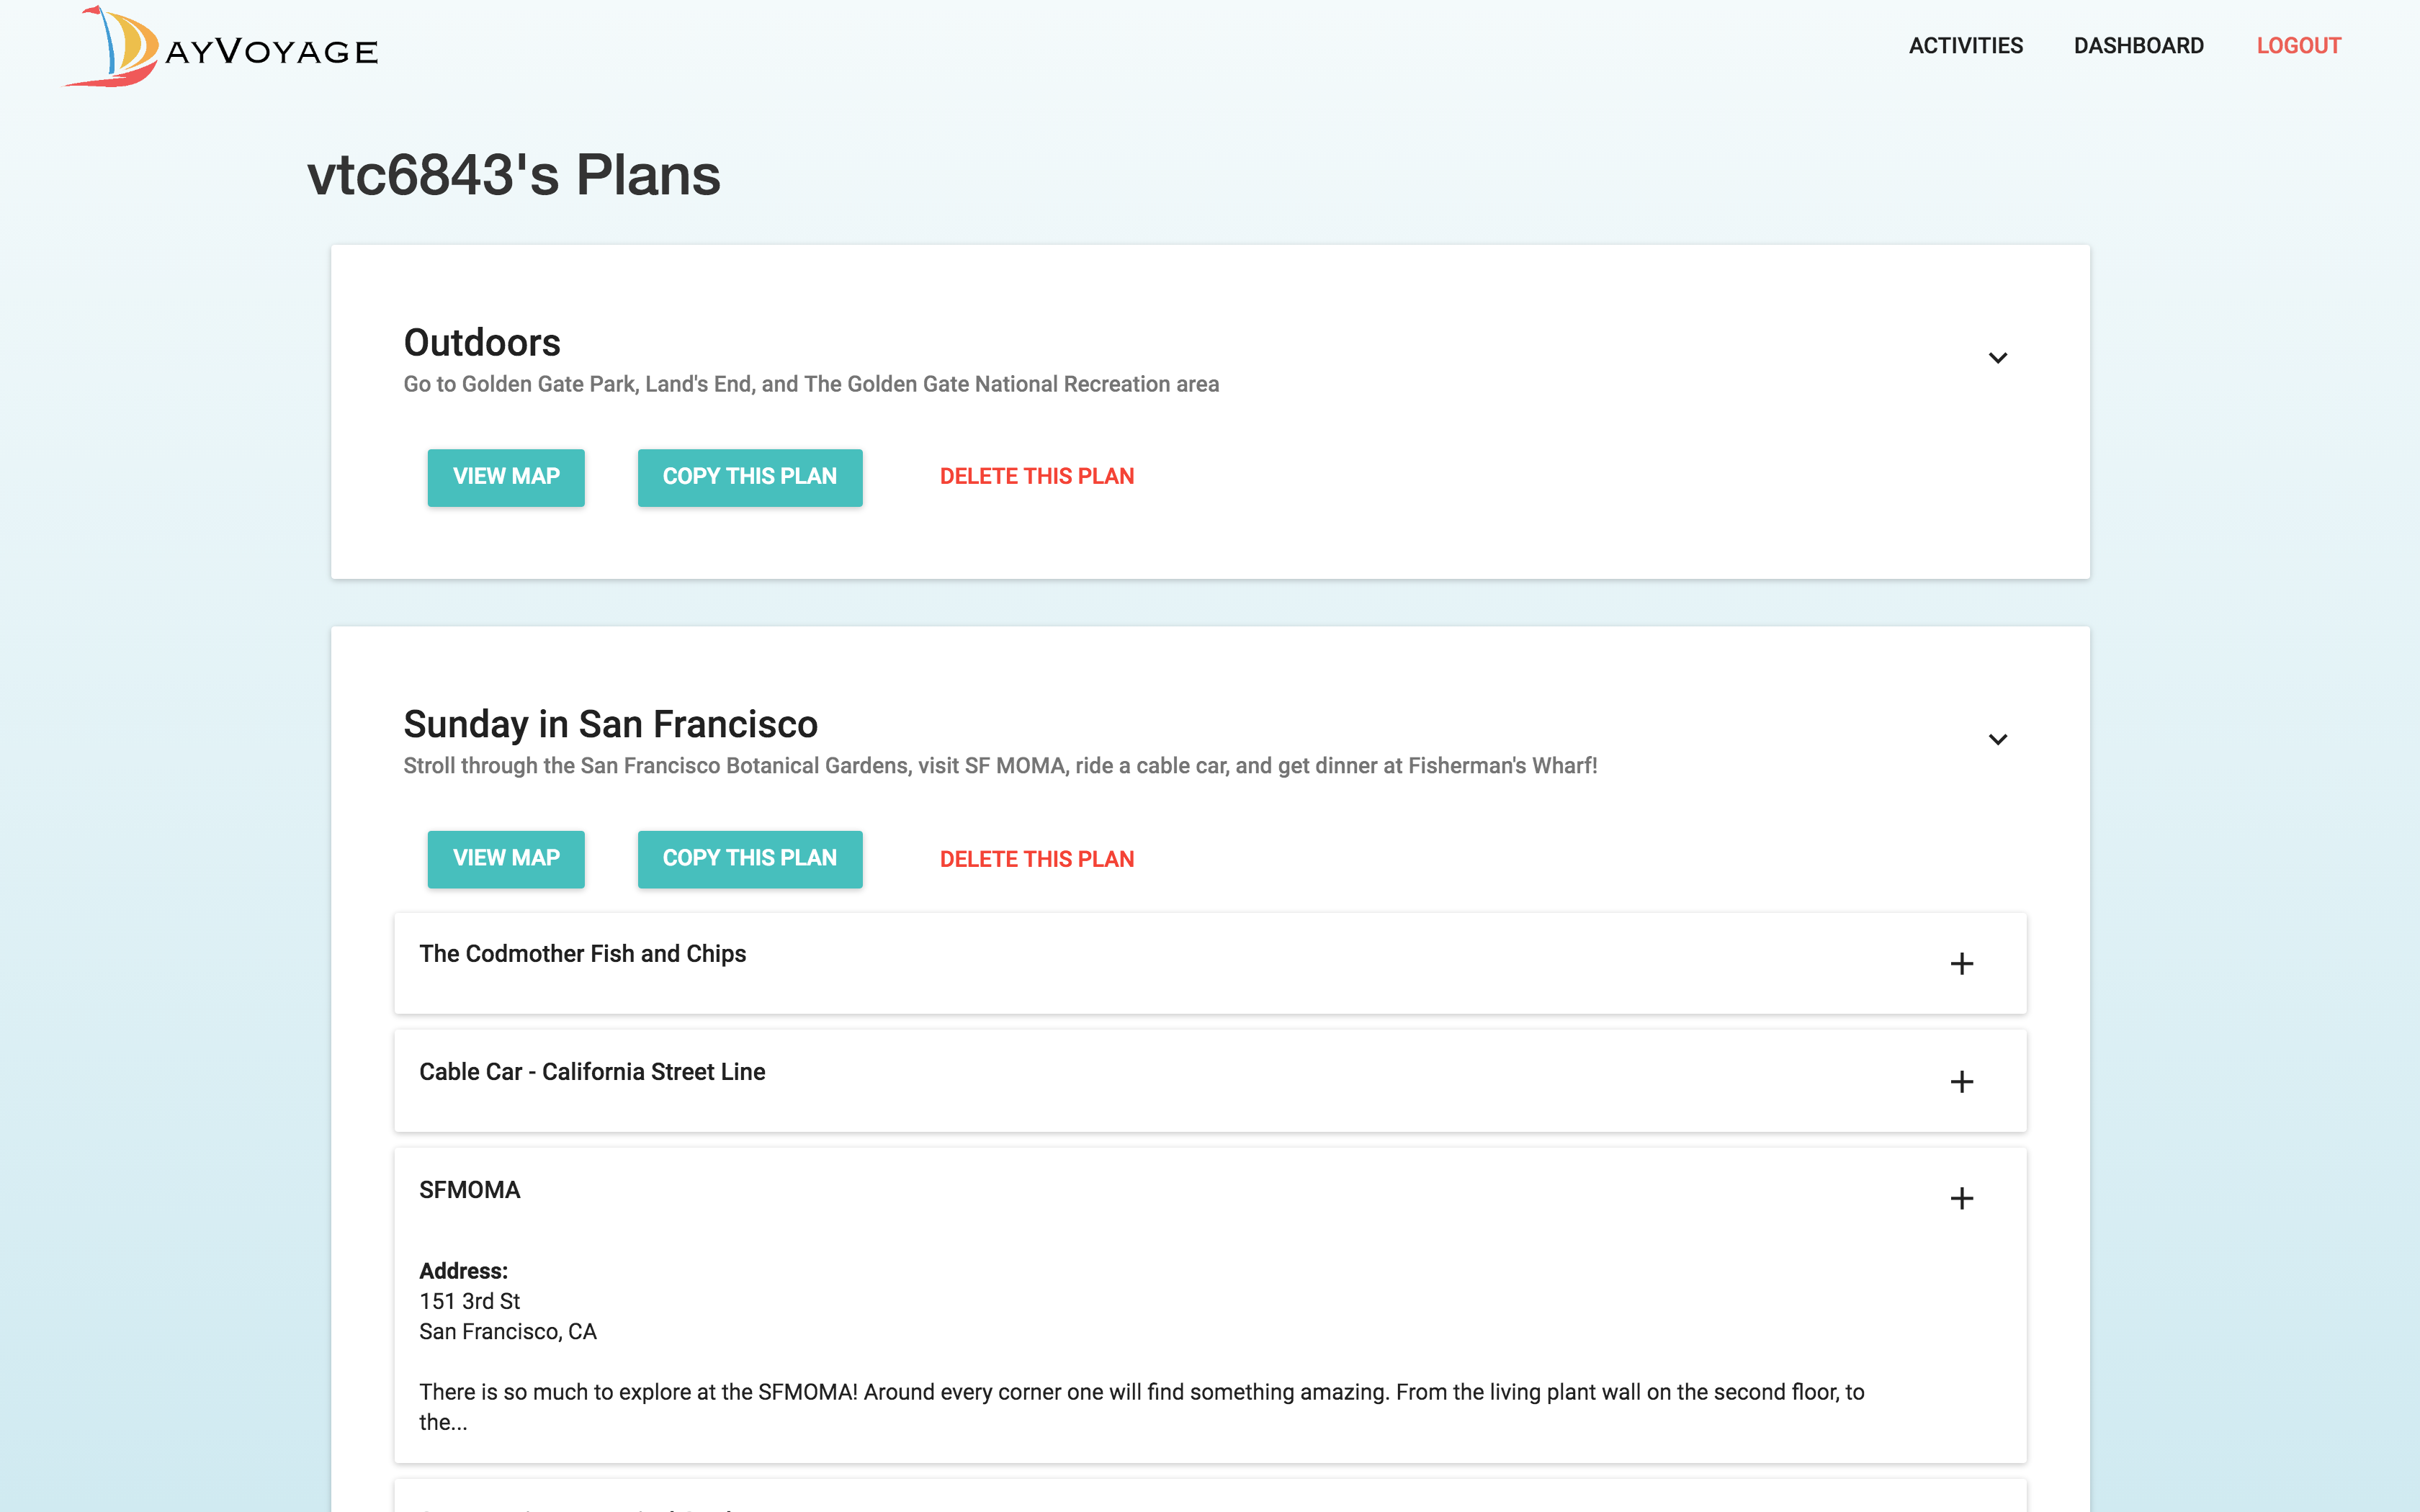 DAYVOYAGE
ACTIVITIES
DASHBOARD
LOGOUT
vtc6843's Plans
Outdoors
Go to Golden Gate Park, Land's End, and The Golden Gate National Recreation area
VIEW MAP
COPY THIS PLAN
DELETE THIS PLAN
Sunday in San Francisco
Stroll through the San Francisco Botanical Gardens, visit SF MOMA, ride a cable car, and get dinner at Fisherman's Wharf!
VIEW MAP
COPY THIS PLAN
DELETE THIS PLAN
The Codmother Fish and Chips
Cable Car - California Street Line
SFMOMA
Address:
151 3rd St
San Francisco, CA
There is so much to explore at the SFMOMA! Around every corner one will find something amazing. From the living plant wall on the second floor, to
the...